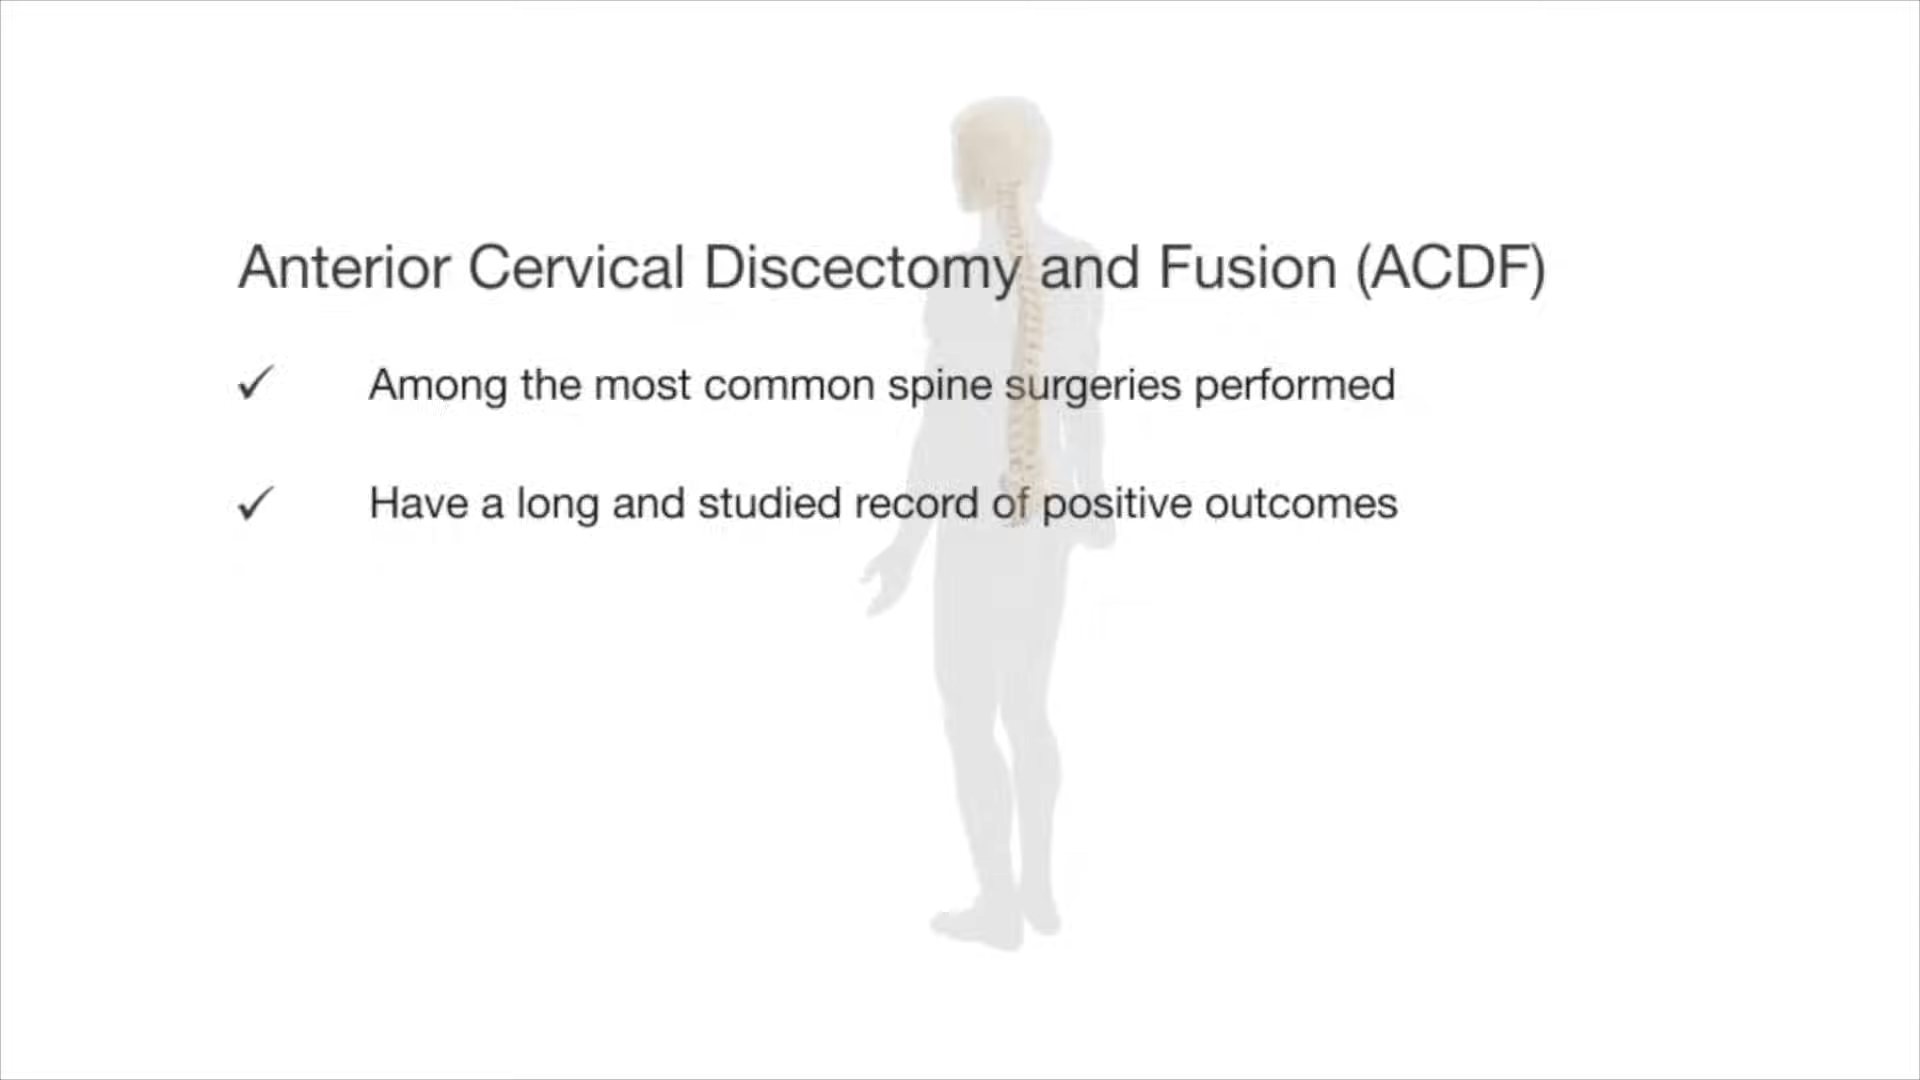 Anterior Cervical Discectomy and Fusion (ACDF)
✓ Among the most common spine surgeries performed
✓ Have a long and studied record of positive outcomes